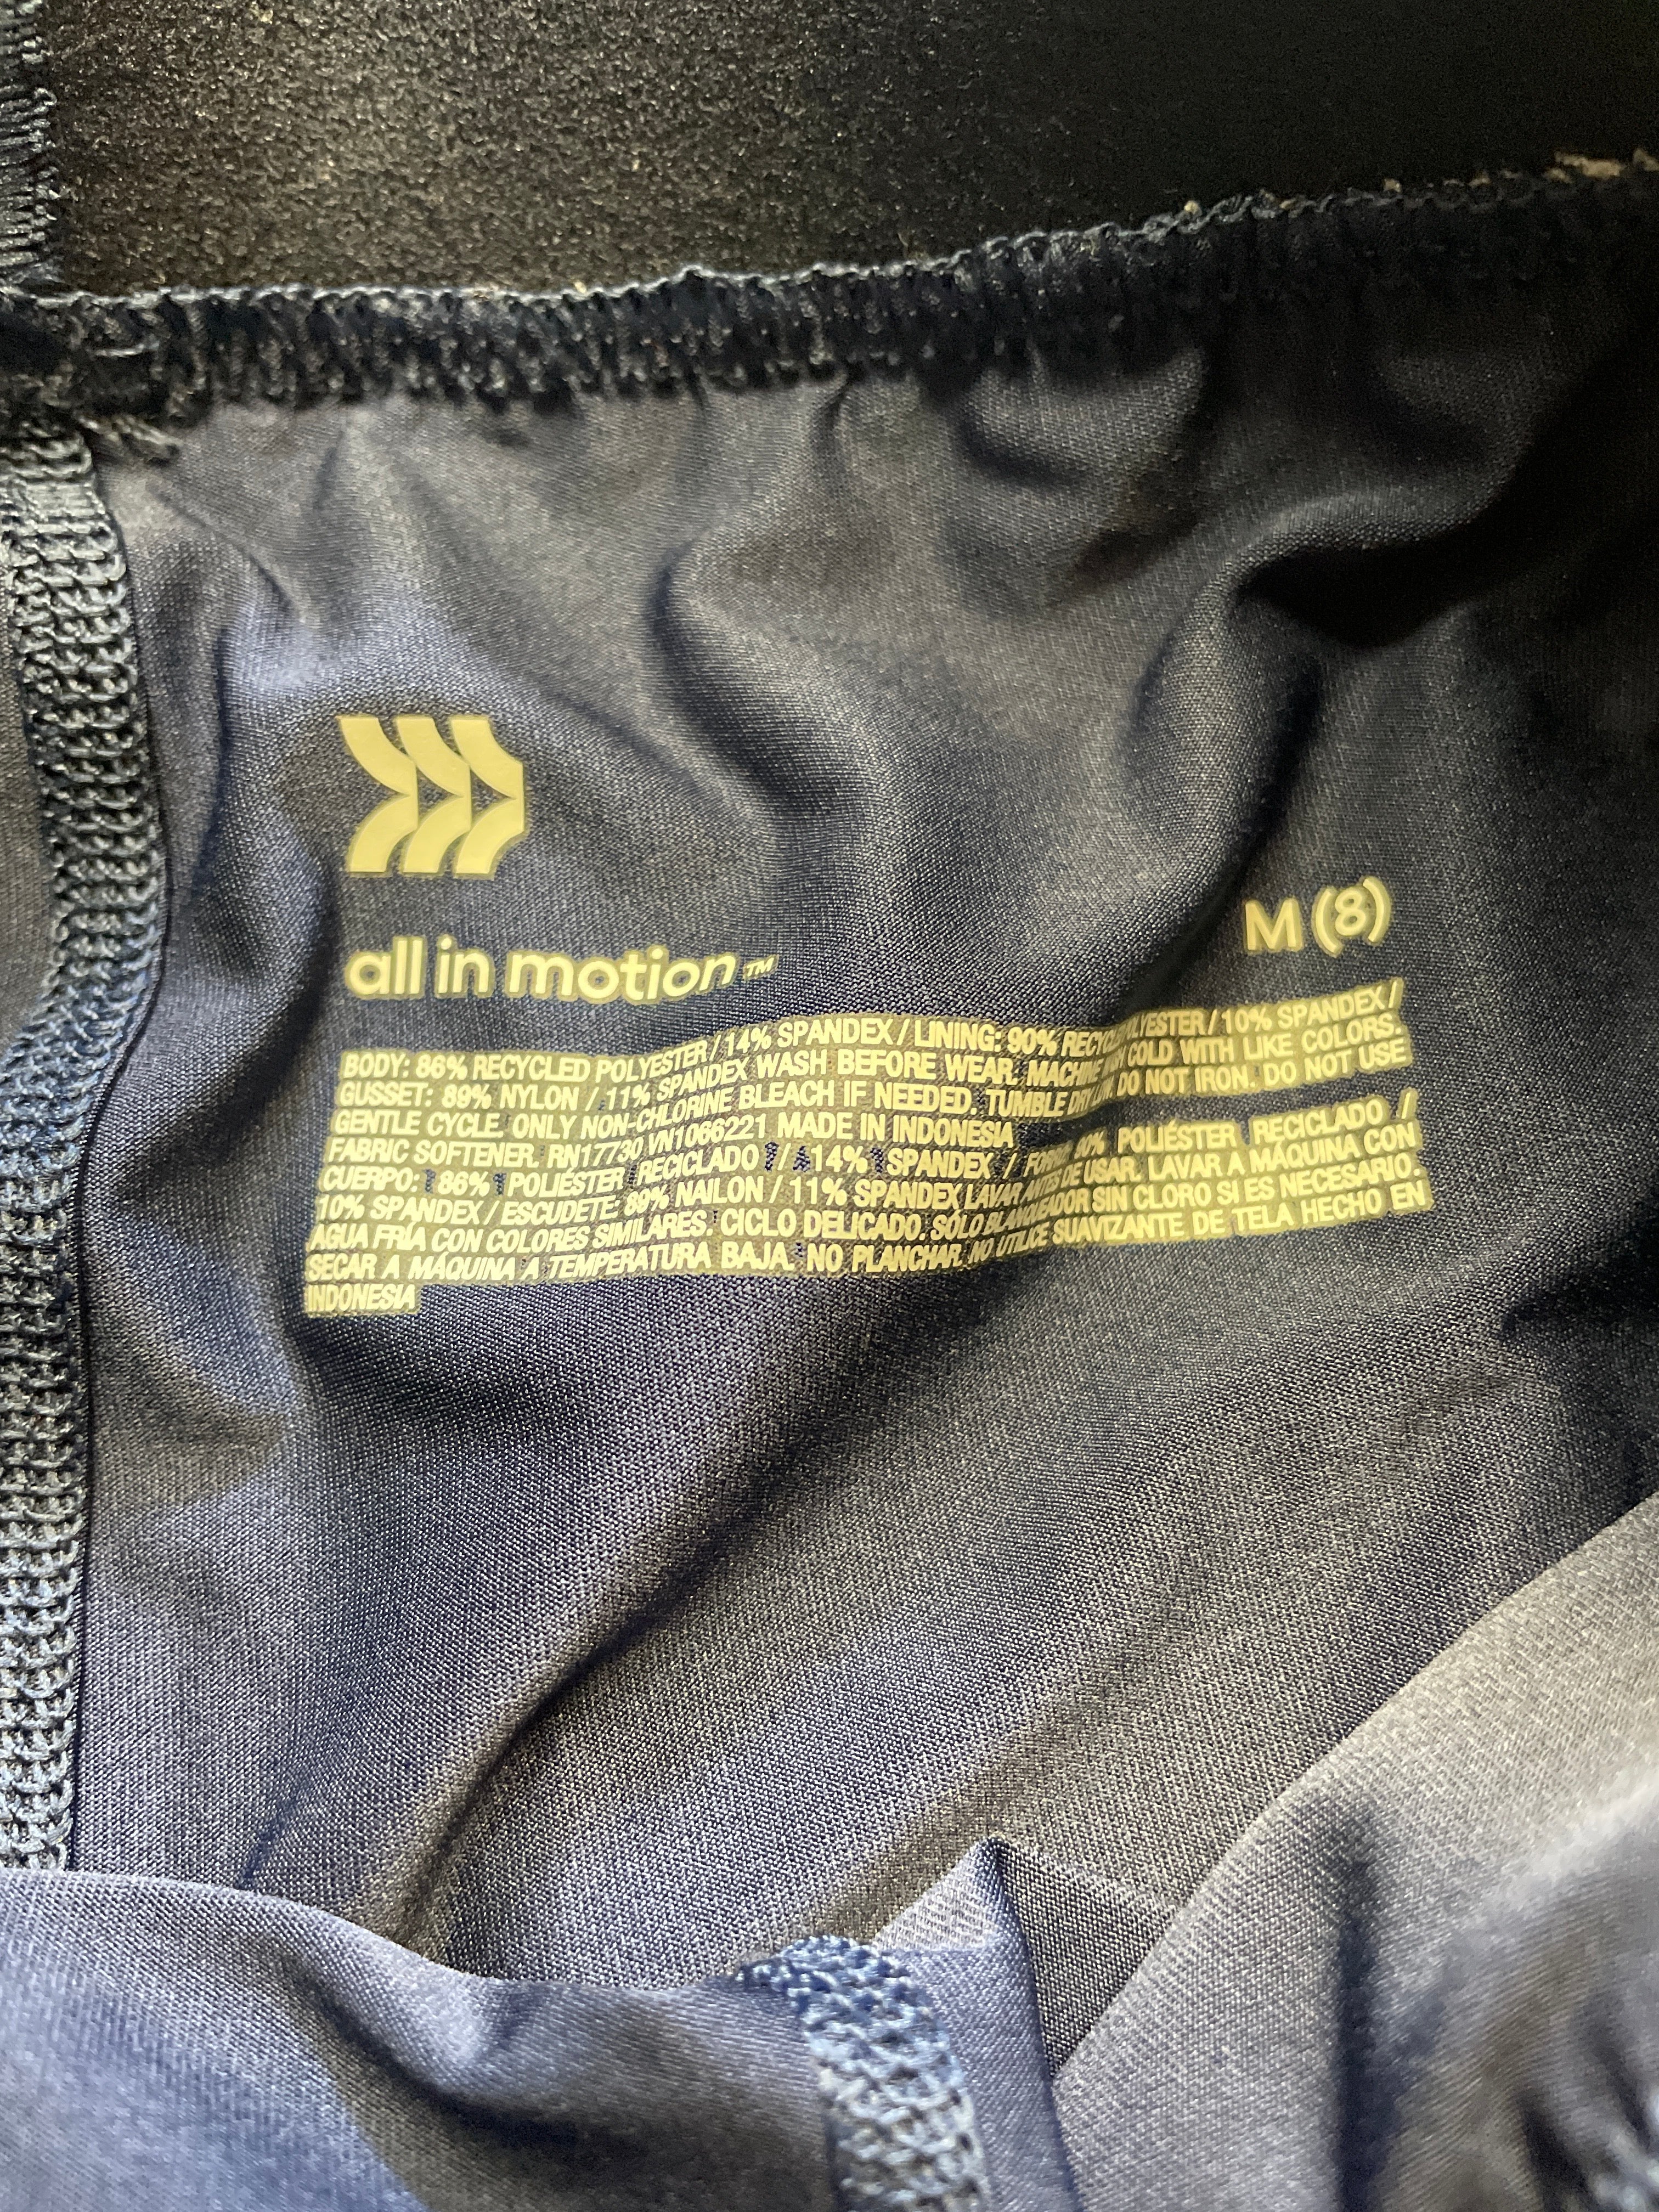 all in motion™
M (8)
BODY: 86% RECYCLED POLYESTER / 14% SPANDEX / LINING: 90% RECYCLED POLYESTER / 10% SPANDEX /
GUSSET: 89% NYLON / 11% SPANDEX WASH BEFORE WEAR. MACHINE WASH COLD WITH LIKE COLORS.
GENTLE CYCLE. ONLY NON-CHLORINE BLEACH IF NEEDED. TUMBLE DRY LOW. DO NOT IRON. DO NOT USE
FABRIC SOFTENER. RN17730 VN1066221 MADE IN INDONESIA
CUERPO: 86% POLIÉSTER RECICLADO / 14% SPANDEX / FORRO: 90% POLIÉSTER RECICLADO /
10% SPANDEX / ESCUDETE: 89% NAILON / 11% SPANDEX LAVAR ANTES DE USAR. LAVAR A MÁQUINA CON
AGUA FRÍA CON COLORES SIMILARES. CICLO DELICADO. SÓLO BLANQUEADOR SIN CLORO SI ES NECESARIO.
SECAR A MÁQUINA A TEMPERATURA BAJA. NO PLANCHAR. NO UTILICE SUAVIZANTE DE TELA HECHO EN
INDONESIA